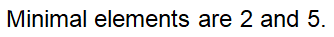 Minimal elements are 2 and 5.